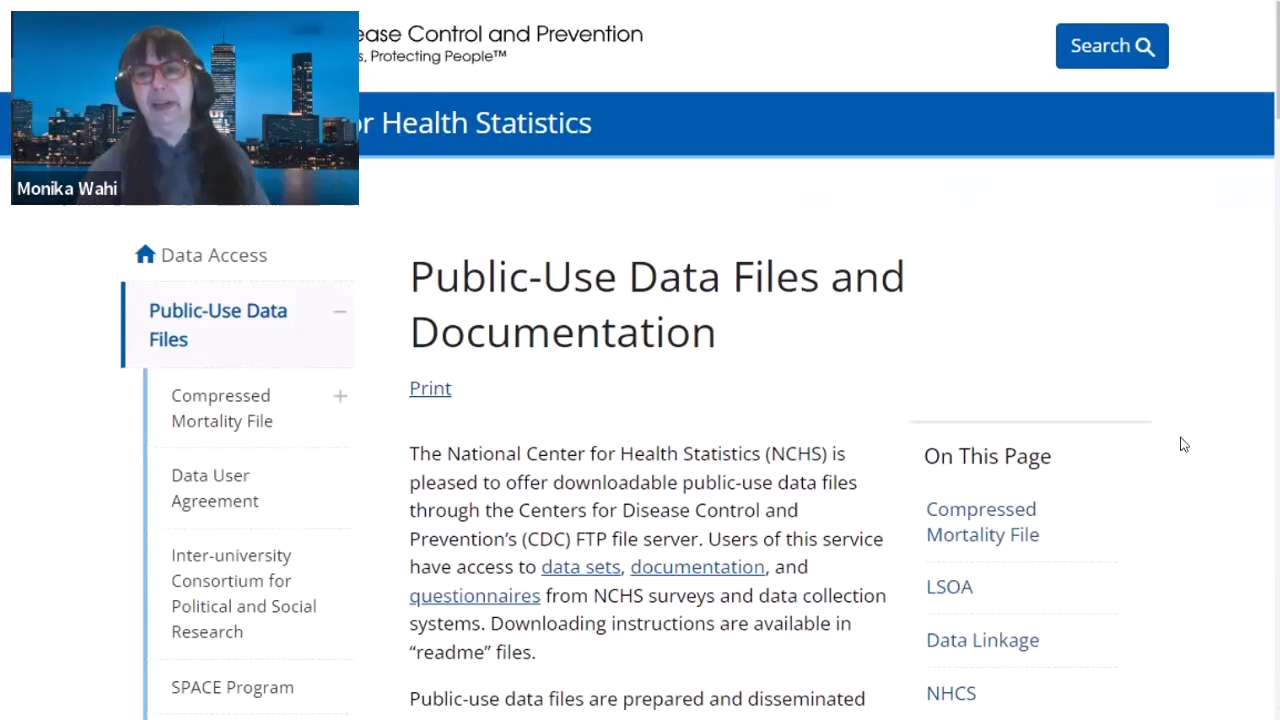 ease Control and Prevention
s, Protecting People™
Search
or Health Statistics
Monika Wahi
Data Access
Public-Use Data
Files
Compressed
Mortality File
Data User
Agreement
Inter-university
Consortium for
Political and Social
Research
SPACE Program
Public-Use Data Files and
Documentation
Print
The National Center for Health Statistics (NCHS) is
pleased to offer downloadable public-use data files
through the Centers for Disease Control and
Prevention’s (CDC) FTP file server. Users of this service
have access to data sets, documentation, and
questionnaires from NCHS surveys and data collection
systems. Downloading instructions are available in
“readme” files.
Public-use data files are prepared and disseminated
On This Page
Compressed
Mortality File
LSOA
Data Linkage
NHCS